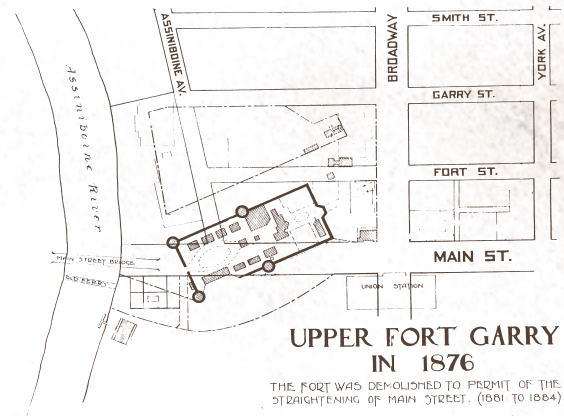 SMITH ST.
ASSINIBOINE AV.
BROADWAY
YORK AV.
GARRY ST.
Assiniboine River
FORT ST.
MAIN ST.
MAIN STREET BRIDGE
OLD FERRY
UNION STATION
UPPER FORT GARRY
IN 1876
THE FORT WAS DEMOLISHED TO PERMIT OF THE
STRAIGHTENING OF MAIN STREET. (1881 TO 1884)